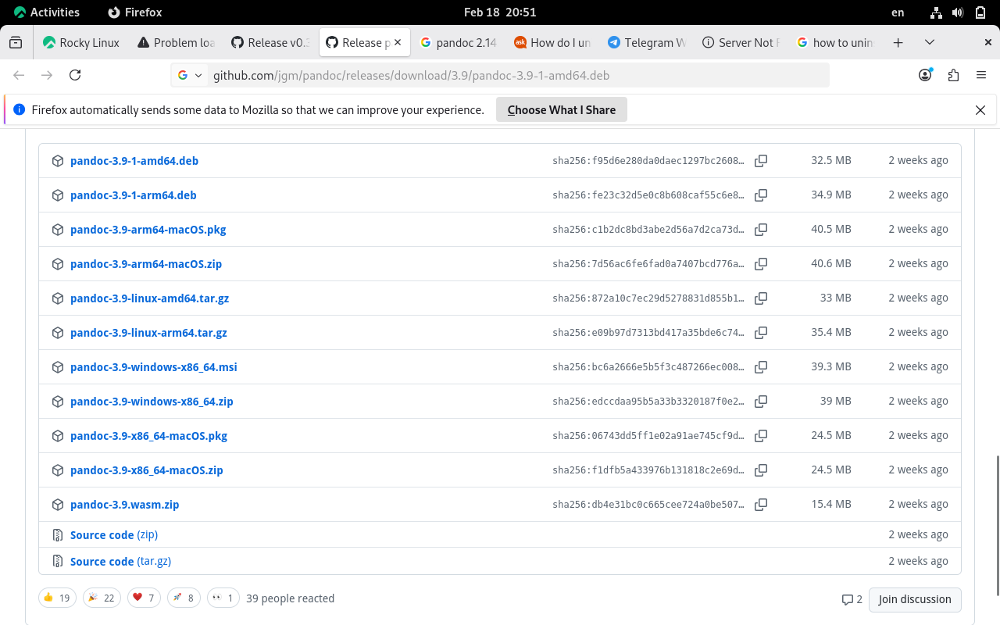 Activities Firefox Feb 18 20:51 en
Rocky Linux Problem loa Release v0.3 Release p pandoc 2.14 How do I un Telegram W Server Not F how to unin
github.com/jgm/pandoc/releases/download/3.9/pandoc-3.9-1-amd64.deb
Firefox automatically sends some data to Mozilla so that we can improve your experience. Choose What I Share
pandoc-3.9-1-amd64.deb sha256:f95d6e280da0daec1297bc2608… 32.5 MB 2 weeks ago
pandoc-3.9-1-arm64.deb sha256:fe23c32d5e0c8b608caf55c6e8… 34.9 MB 2 weeks ago
pandoc-3.9-arm64-macOS.pkg sha256:c1b2dc8bd3abe2d56a7d2ca73d… 40.5 MB 2 weeks ago
pandoc-3.9-arm64-macOS.zip sha256:7d56ac6fe6fad0a7407bcd776a… 40.6 MB 2 weeks ago
pandoc-3.9-linux-amd64.tar.gz sha256:872a10c7ec29d5278831d855b1… 33 MB 2 weeks ago
pandoc-3.9-linux-arm64.tar.gz sha256:e09b97d7313bd417a35bde6c74… 35.4 MB 2 weeks ago
pandoc-3.9-windows-x86_64.msi sha256:bc6a2666e5b5f3c487266ec008… 39.3 MB 2 weeks ago
pandoc-3.9-windows-x86_64.zip sha256:edccdaa95b5a33b3320187f0e2… 39 MB 2 weeks ago
pandoc-3.9-x86_64-macOS.pkg sha256:06743dd5ff1e02a91ae745cf9d… 24.5 MB 2 weeks ago
pandoc-3.9-x86_64-macOS.zip sha256:f1dfb5a433976b131818c2e69d… 24.5 MB 2 weeks ago
pandoc-3.9.wasm.zip sha256:db4e31bc0c665cee724a0be507… 15.4 MB 2 weeks ago
Source code (zip) 2 weeks ago
Source code (tar.gz) 2 weeks ago
👍 19 🎉 22 ❤️ 7 🚀 8 👀 1 39 people reacted 2 Join discussion